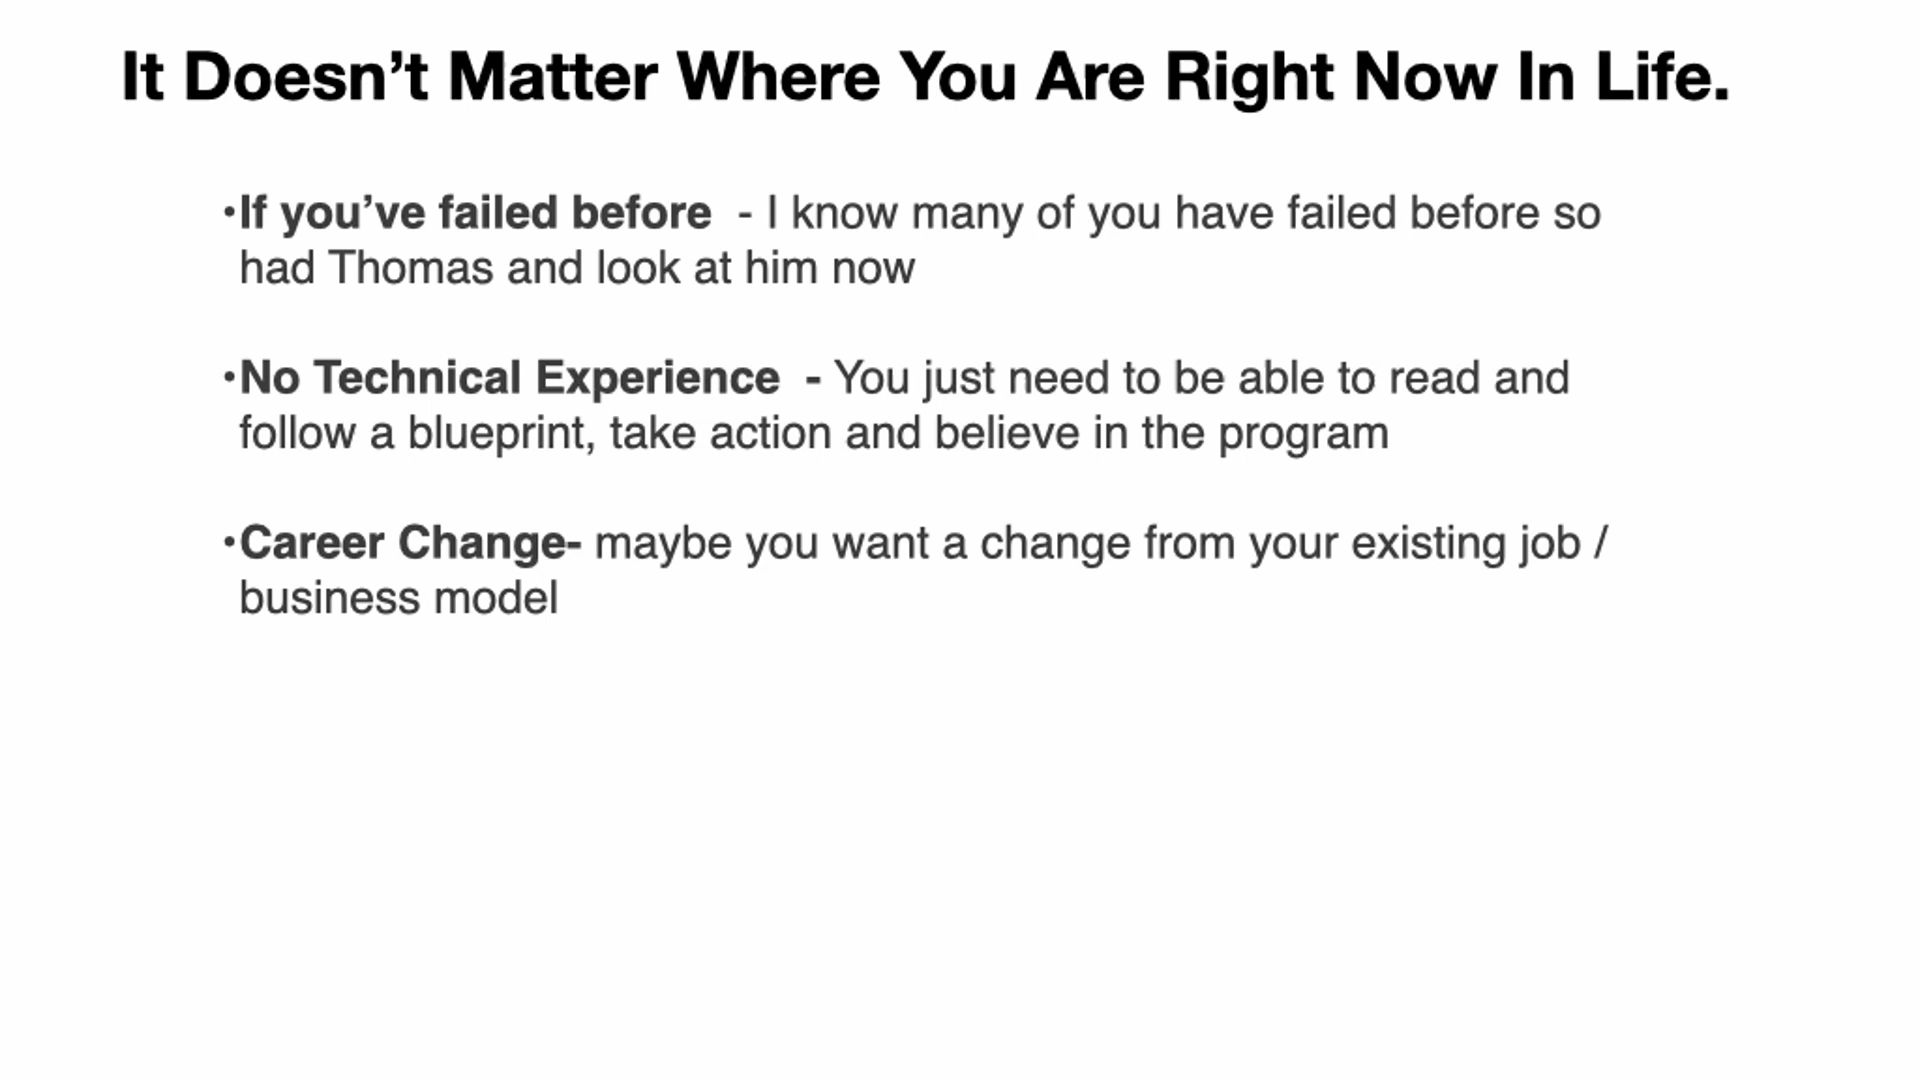 It Doesn’t Matter Where You Are Right Now In Life.
•If you’ve failed before  - I know many of you have failed before so
had Thomas and look at him now
•No Technical Experience  - You just need to be able to read and
follow a blueprint, take action and believe in the program
•Career Change- maybe you want a change from your existing job /
business model